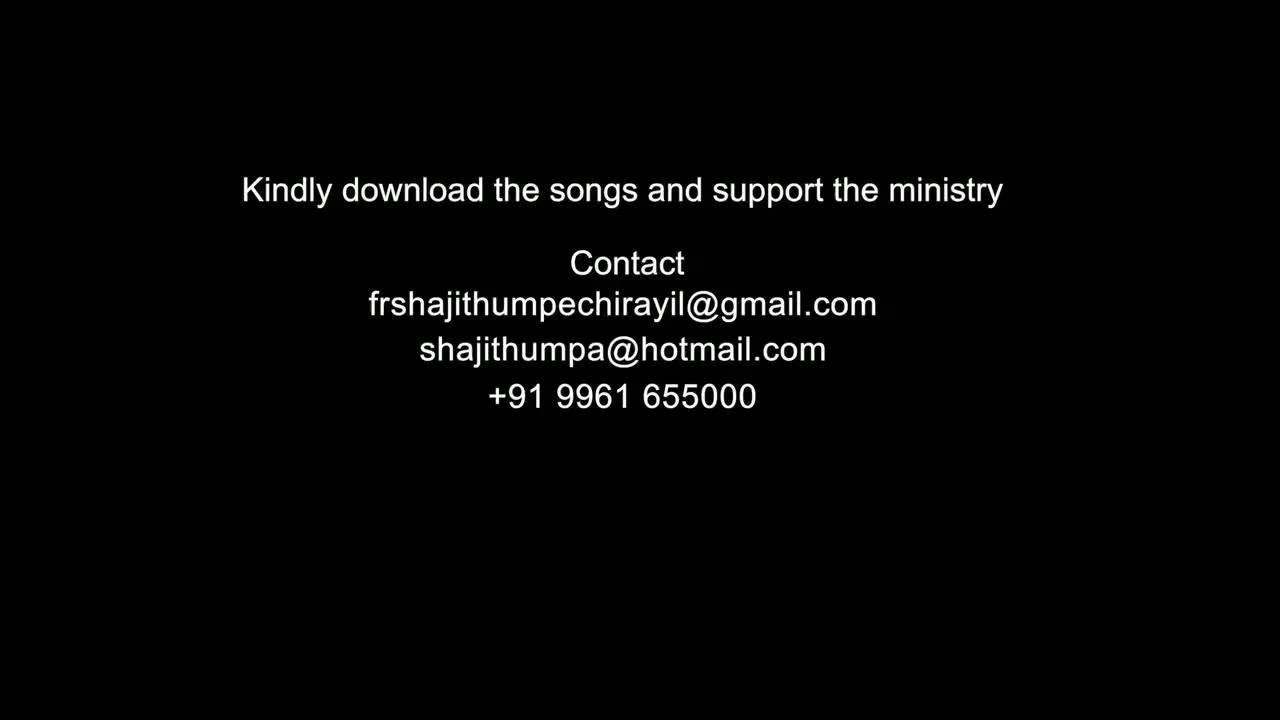 Kindly download the songs and support the ministry
Contact
frshajithumpechirayil@gmail.com
shajithumpa@hotmail.com
+91 9961 655000